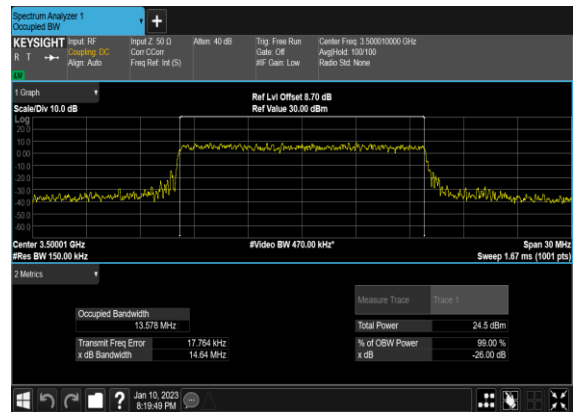 Spectrum Analyzer 1
Occupied BW
KEYSIGHT
R T
LXI
Input: RF
Coupling: DC
Align: Auto
Input Z: 50 Ω
Corr CCorr
Freq Ref: Int (S)
Atten: 40 dB
Trig: Free Run
Gate: Off
#IF Gain: Low
Center Freq: 3.500010000 GHz
Avg|Hold: 100/100
Radio Std: None
1 Graph
Scale/Div 10.0 dB
Ref Lvl Offset 8.70 dB
Ref Value 30.00 dBm
Log
20.0
10.0
0.00
-10.0
-20.0
-30.0
-40.0
-50.0
-60.0
Center 3.50001 GHz
#Res BW 150.00 kHz
#Video BW 470.00 kHz*
Span 30 MHz
Sweep 1.67 ms (1001 pts)
2 Metrics
Measure Trace Trace 1
Occupied Bandwidth
13.578 MHz
Total Power 24.5 dBm
Transmit Freq Error 17.764 kHz
% of OBW Power 99.00 %
x dB Bandwidth 14.64 MHz
x dB -26.00 dB
?
Jan 10, 2023
8:19:49 PM